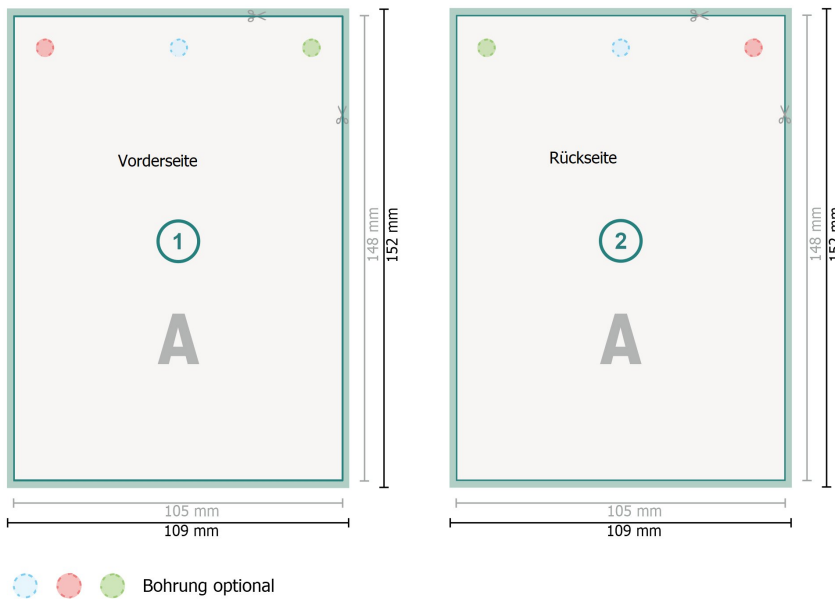 Vorderseite
1
A
148 mm
152 mm
105 mm
109 mm
Rückseite
2
A
148 mm
152 mm
105 mm
109 mm
Bohrung optional